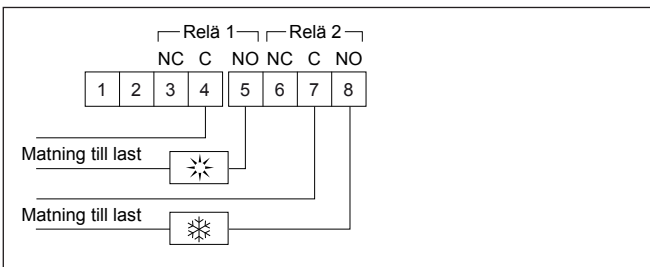 Relä 1 Relä 2
NC C NO NC C NO
1 2 3 4 5 6 7 8
Matning till last
Matning till last